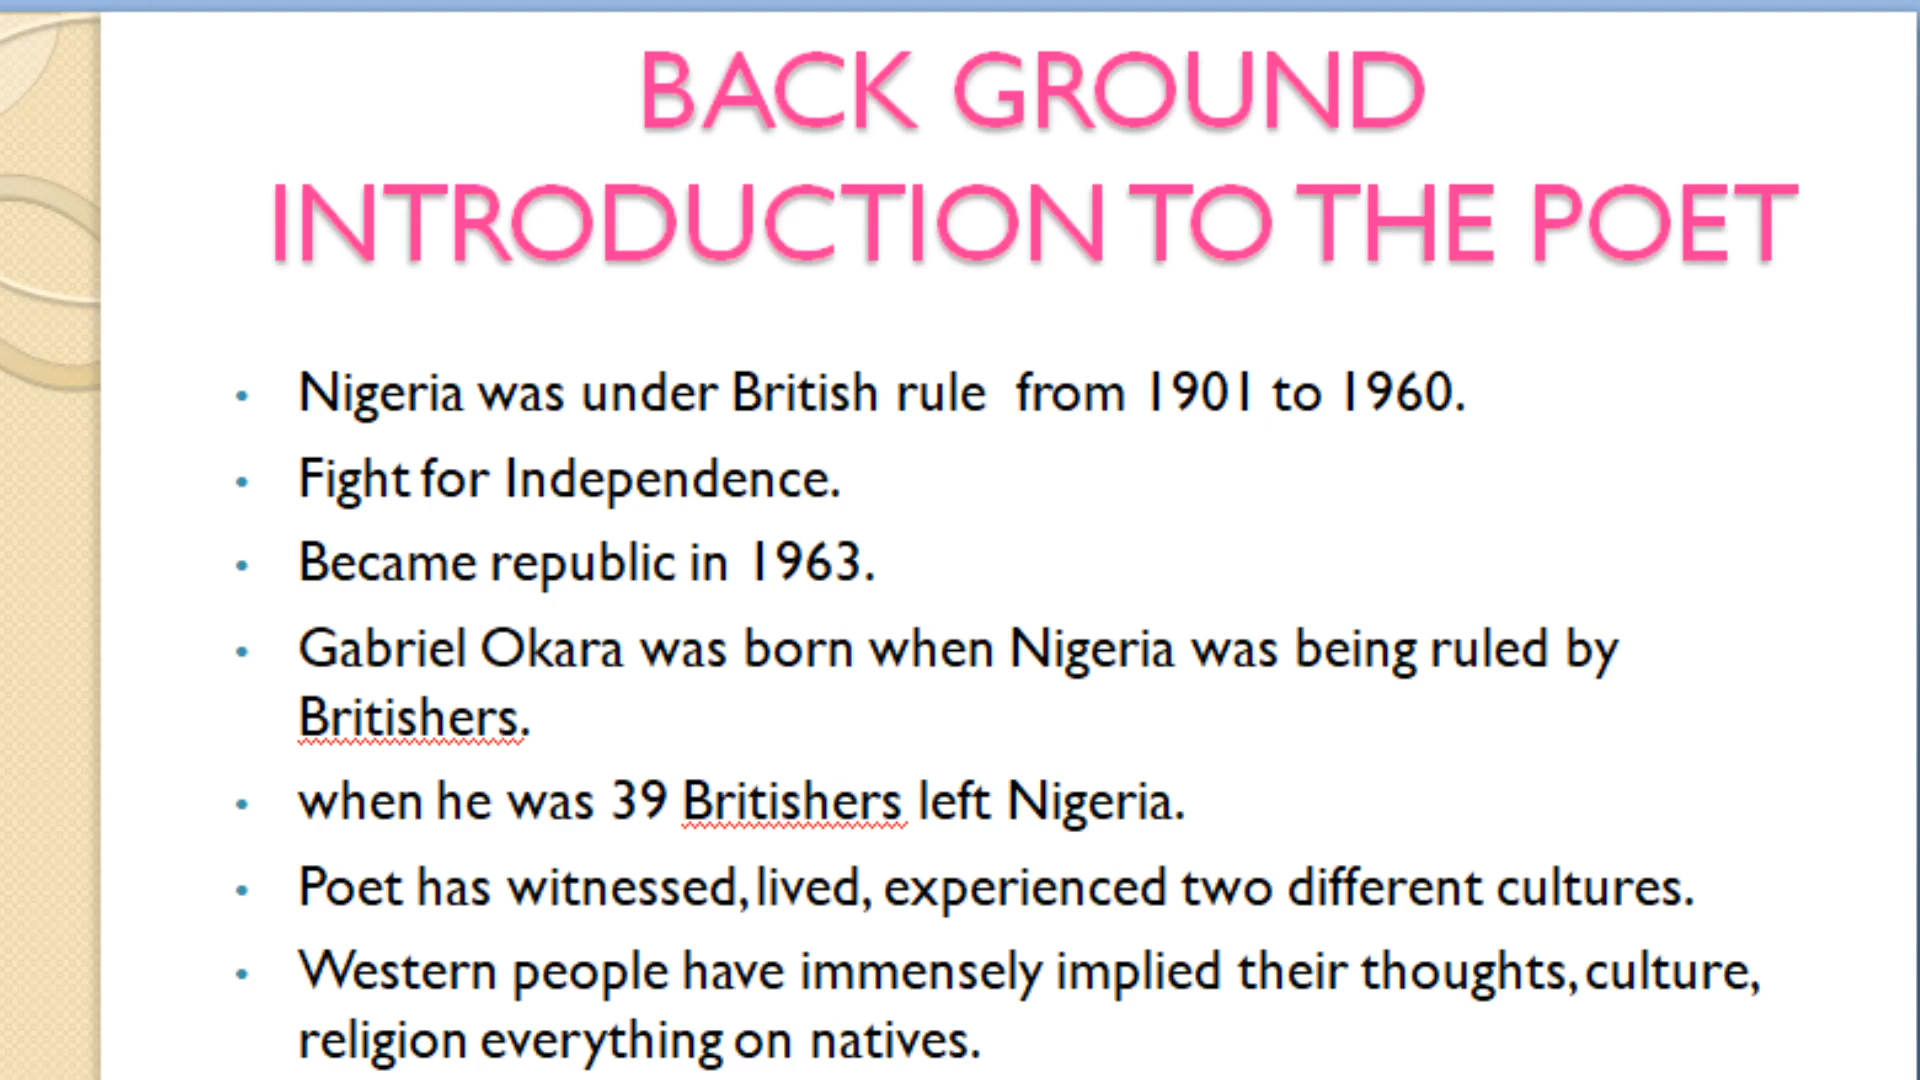 BACK GROUND
INTRODUCTION TO THE POET
• Nigeria was under British rule  from 1901 to 1960.
• Fight for Independence.
• Became republic in 1963.
• Gabriel Okara was born when Nigeria was being ruled by
Britishers.
• when he was 39 Britishers left Nigeria.
• Poet has witnessed, lived, experienced two different cultures.
• Western people have immensely implied their thoughts, culture,
religion everything on natives.